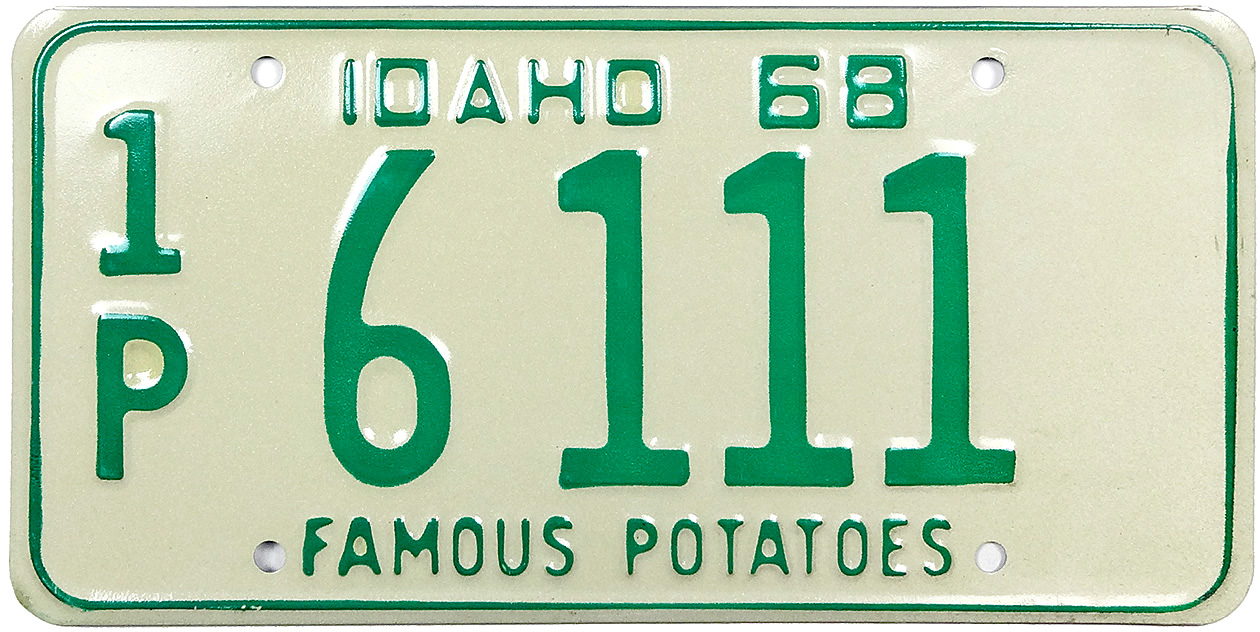 IDAHO 68
1
P
6111
FAMOUS POTATOES